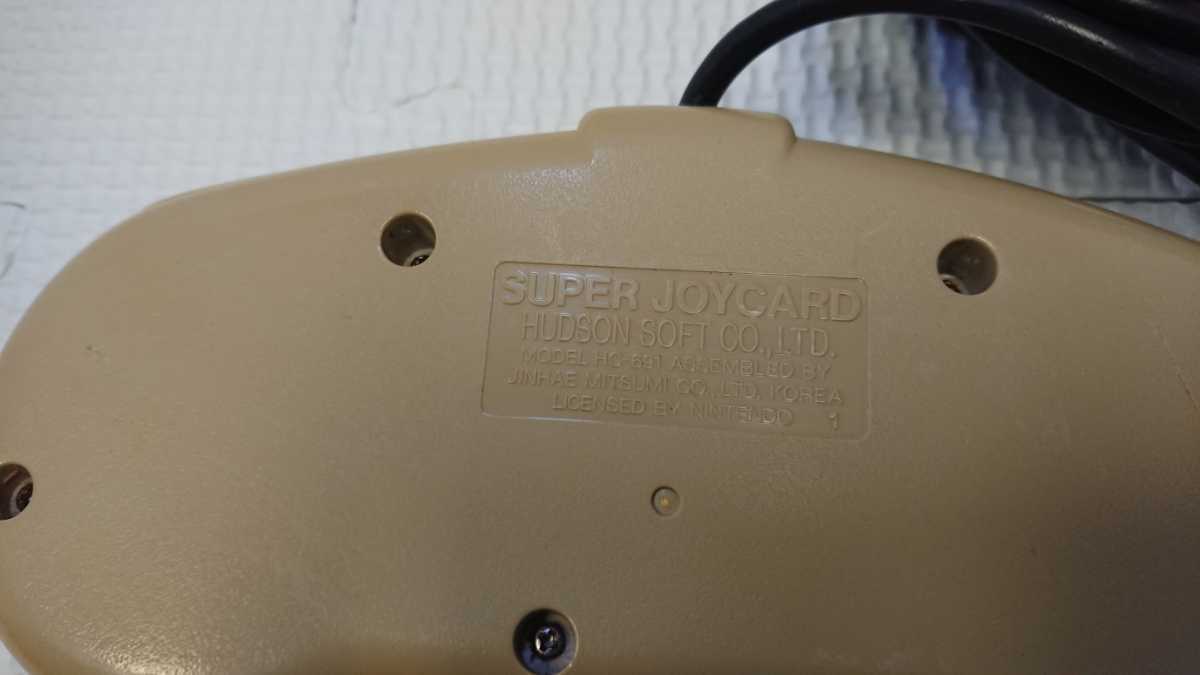 SUPER JOYCARD
HUDSON SOFT CO.,LTD.
MODEL HC-691 ASSEMBLED BY
JINHAE MITSUMI CO.,LTD. KOREA
LICENSED BY NINTENDO 1